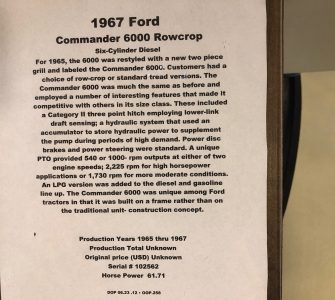 1967 Ford
Commander 6000 Rowcrop
Six-Cylinder Diesel
For 1965, the 6000 was restyled with a new two piece
grill and labeled the Commander 6000. Customers had a
choice of row-crop or standard tread versions. The
Commander 6000 was much the same as before and
employed a number of interesting features that made it
competitive with others in its size class. These included
a Category II three point hitch employing lower-link
draft sensing; a hydraulic system that used an
accumulator to store hydraulic power to supplement
the pump during periods of high demand. Power disc
brakes and power steering were standard. A unique
PTO provided 540 or 1000- rpm outputs at either of two
engine speeds; 2,225 rpm for high horsepower
applications or 1,730 rpm for more moderate conditions.
An LPG version was added to the diesel and gasoline
line up. The Commander 6000 was unique among Ford
tractors in that it was built on a frame rather than on
the traditional unit- construction concept.
Production Years 1965 thru 1967
Production Total Unknown
Original price (USD) Unknown
Serial # 102562
Horse Power 61.71
DOP 06.23 .12 • OOP-258